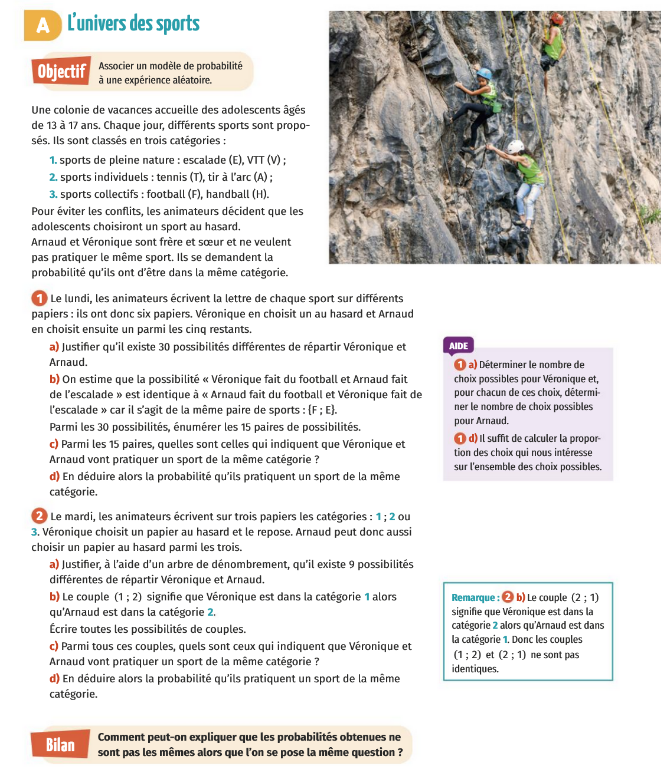 A L'univers des sports
Objectif Associer un modèle de probabilité
à une expérience aléatoire.
Une colonie de vacances accueille des adolescents âgés
de 13 à 17 ans. Chaque jour, différents sports sont propo-
sés. Ils sont classés en trois catégories :
1. sports de pleine nature : escalade (E), VTT (V) ;
2. sports individuels : tennis (T), tir à l'arc (A) ;
3. sports collectifs : football (F), handball (H).
Pour éviter les conflits, les animateurs décident que les
adolescents choisiront un sport au hasard.
Arnaud et Véronique sont frère et sœur et ne veulent
pas pratiquer le même sport. Ils se demandent la
probabilité qu'ils ont d'être dans la même catégorie.
1 Le lundi, les animateurs écrivent la lettre de chaque sport sur différents
papiers : ils ont donc six papiers. Véronique en choisit un au hasard et Arnaud
en choisit ensuite un parmi les cinq restants.
a) Justifier qu'il existe 30 possibilités différentes de répartir Véronique et
Arnaud.
b) On estime que la possibilité « Véronique fait du football et Arnaud fait
de l'escalade » est identique à « Arnaud fait du football et Véronique fait de
l'escalade » car il s'agit de la même paire de sports : {F ; E}.
Parmi les 30 possibilités, énumérer les 15 paires de possibilités.
c) Parmi les 15 paires, quelles sont celles qui indiquent que Véronique et
Arnaud vont pratiquer un sport de la même catégorie ?
d) En déduire alors la probabilité qu'ils pratiquent un sport de la même
catégorie.
AIDE
1 a) Déterminer le nombre de
choix possibles pour Véronique et,
pour chacun de ces choix, détermi-
ner le nombre de choix possibles
pour Arnaud.
1 d) Il suffit de calculer la propor-
tion des choix qui nous intéresse
sur l'ensemble des choix possibles.
2 Le mardi, les animateurs écrivent sur trois papiers les catégories : 1 ; 2 ou
3. Véronique choisit un papier au hasard et le repose. Arnaud peut donc aussi
choisir un papier au hasard parmi les trois.
a) Justifier, à l'aide d'un arbre de dénombrement, qu'il existe 9 possibilités
différentes de répartir Véronique et Arnaud.
b) Le couple (1 ; 2) signifie que Véronique est dans la catégorie 1 alors
qu'Arnaud est dans la catégorie 2.
Écrire toutes les possibilités de couples.
c) Parmi tous ces couples, quels sont ceux qui indiquent que Véronique et
Arnaud vont pratiquer un sport de la même catégorie ?
d) En déduire alors la probabilité qu'ils pratiquent un sport de la même
catégorie.
Remarque : 2 b) Le couple (2 ; 1)
signifie que Véronique est dans la
catégorie 2 alors qu'Arnaud est dans
la catégorie 1. Donc les couples
(1 ; 2) et (2 ; 1) ne sont pas
identiques.
Bilan Comment peut-on expliquer que les probabilités obtenues ne
sont pas les mêmes alors que l'on se pose la même question ?